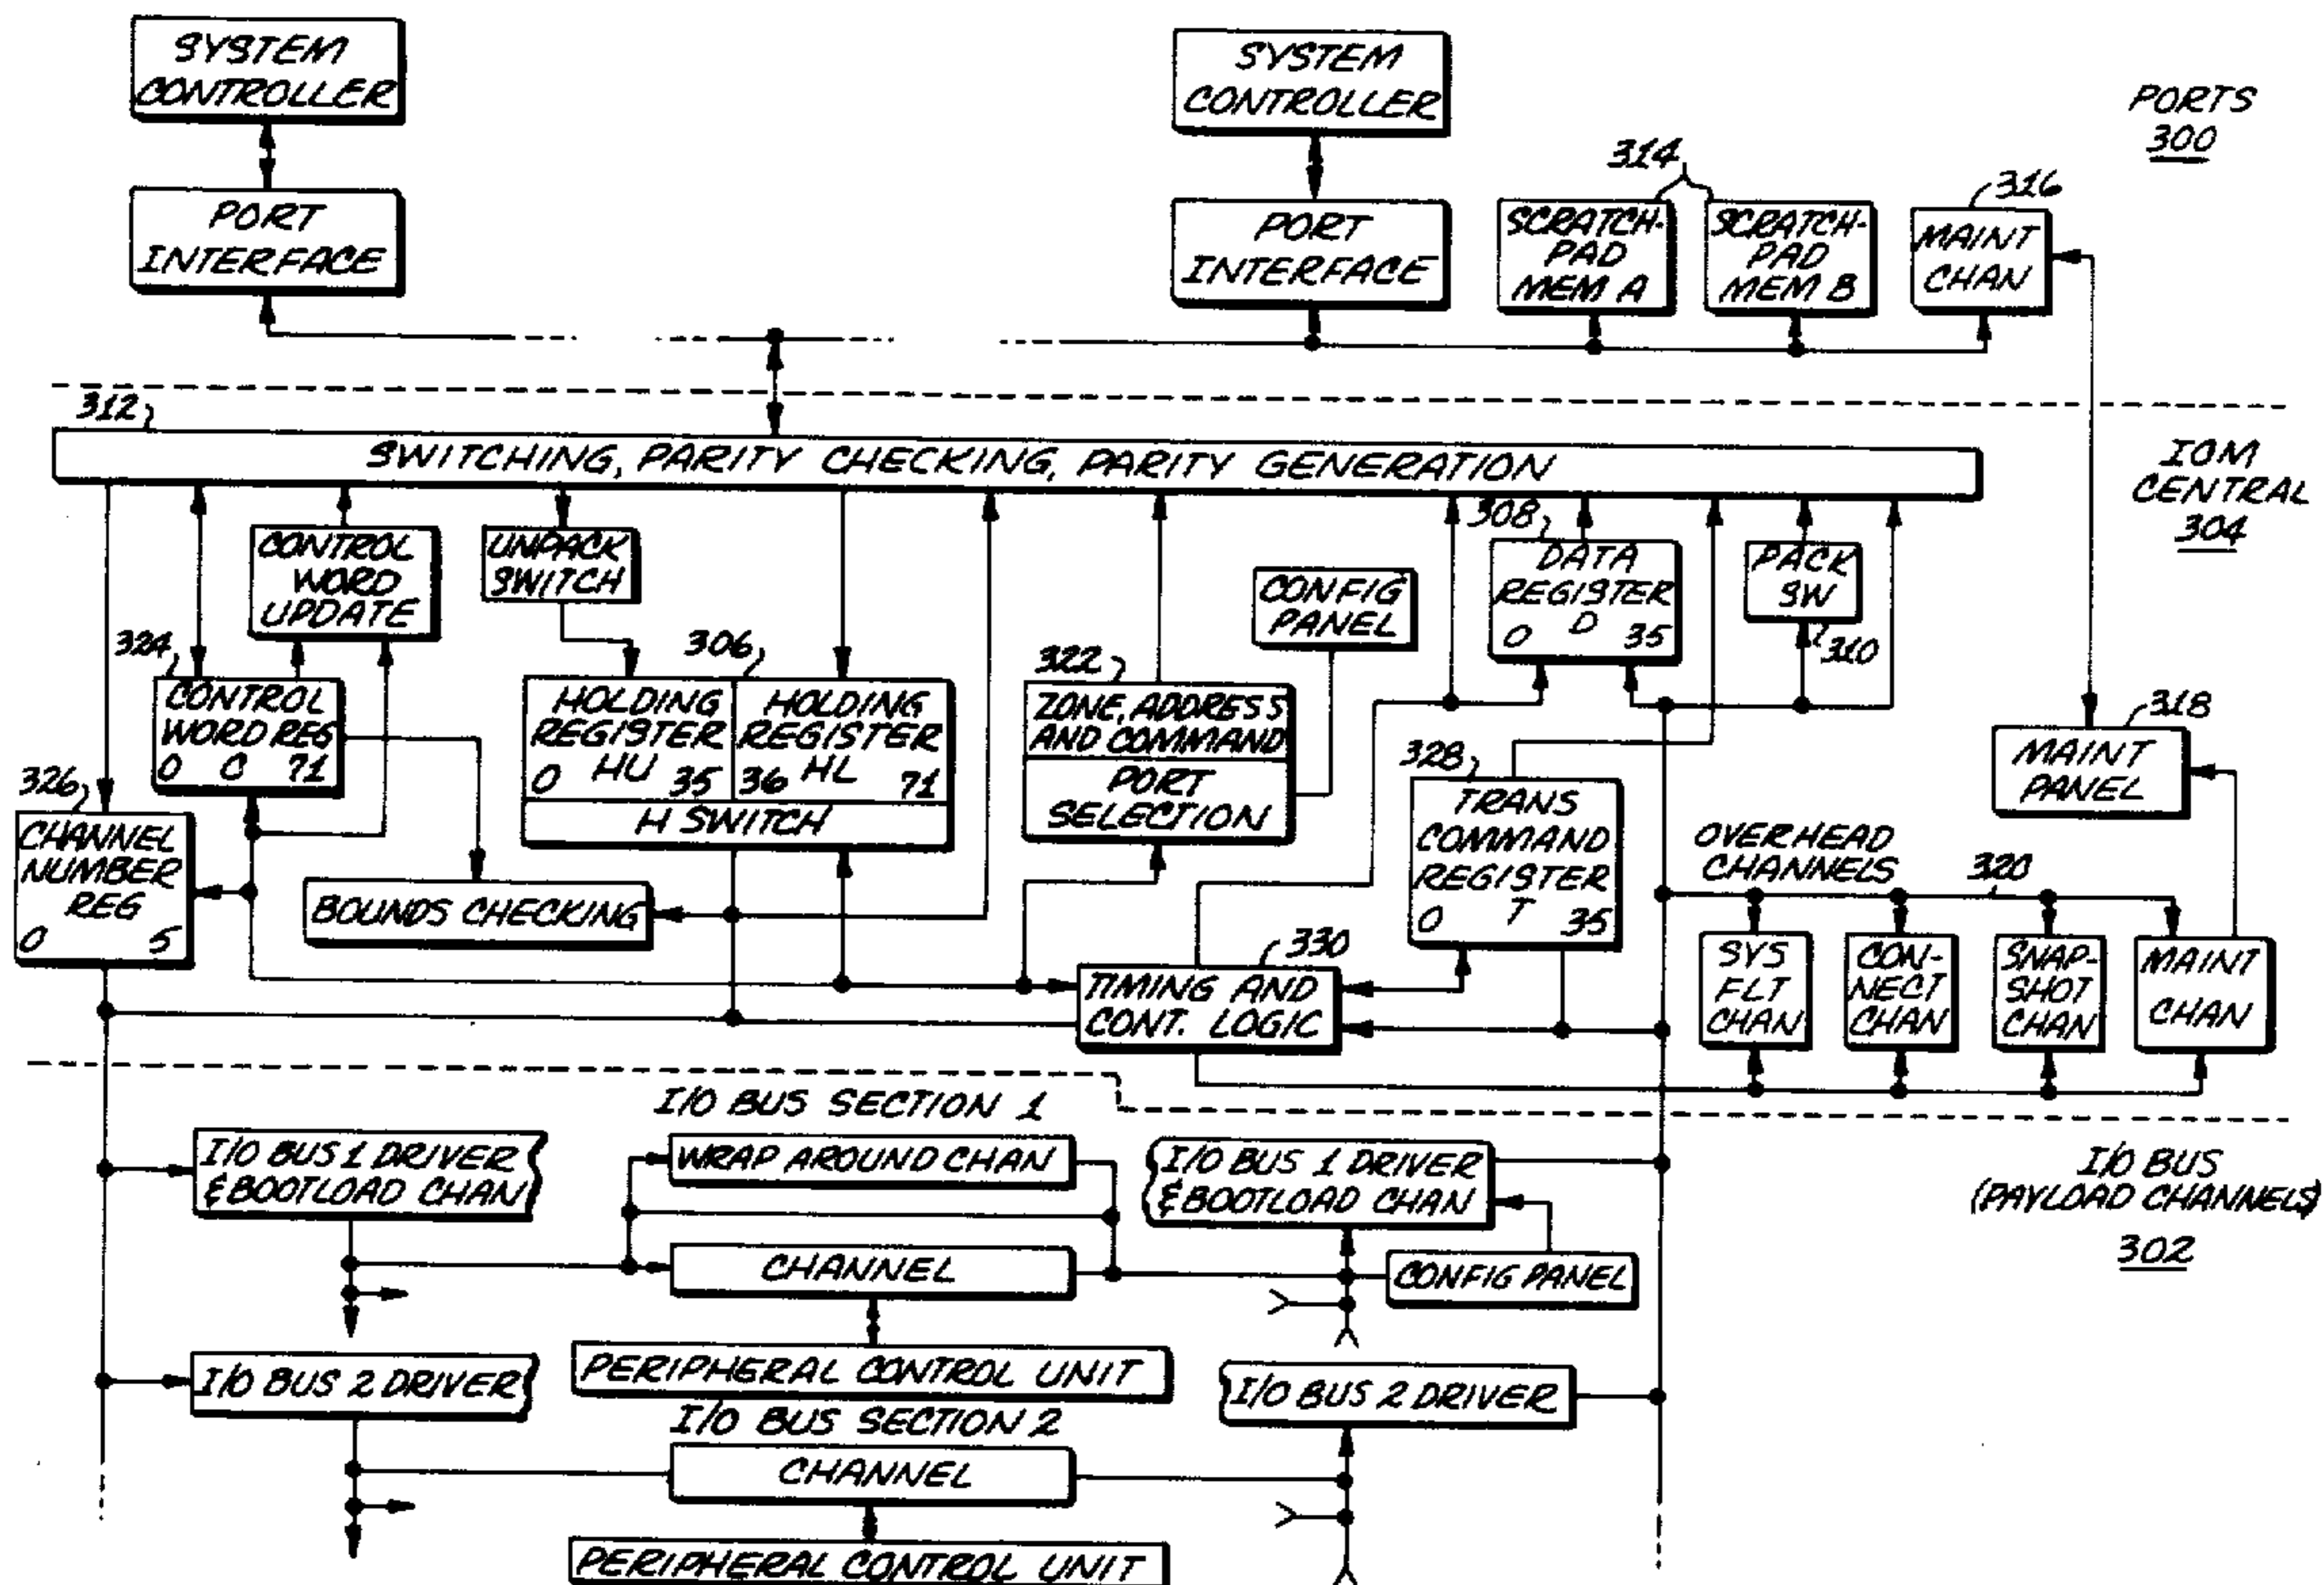 SYSTEM
CONTROLLER
SYSTEM
CONTROLLER
PORTS
300
PORT
INTERFACE
PORT
INTERFACE
314
SCRATCH-
PAD
MEM A
SCRATCH-
PAD
MEM B
316
MAINT
CHAN
312
SWITCHING, PARITY CHECKING, PARITY GENERATION
IOM
CENTRAL
304
CONTROL
WORD
UPDATE
UNPACK
SWITCH
CONFIG
PANEL
308
DATA
REGISTER
D
0 35
PACK
SW
310
324
CONTROL
WORD REG
0 C 71
306
HOLDING
REGISTER
HU
0 35
HOLDING
REGISTER
HL
36 71
H SWITCH
322
ZONE, ADDRESS
AND COMMAND
PORT
SELECTION
328
TRANS
COMMAND
REGISTER
T
0 35
318
MAINT
PANEL
326
CHANNEL
NUMBER
REG
0 5
BOUNDS CHECKING
330
TIMING AND
CONT. LOGIC
OVERHEAD
CHANNELS
320
SYS
FLT
CHAN
CON-
NECT
CHAN
SNAP-
SHOT
CHAN
MAINT
CHAN
I/O BUS SECTION 1
I/O BUS 1 DRIVER
& BOOTLOAD CHAN
WRAP AROUND CHAN
I/O BUS 1 DRIVER
& BOOTLOAD CHAN
I/O BUS
(PAYLOAD CHANNELS)
302
CHANNEL
CONFIG PANEL
PERIPHERAL CONTROL UNIT
I/O BUS 2 DRIVER
I/O BUS 2 DRIVER
I/O BUS SECTION 2
CHANNEL
PERIPHERAL CONTROL UNIT